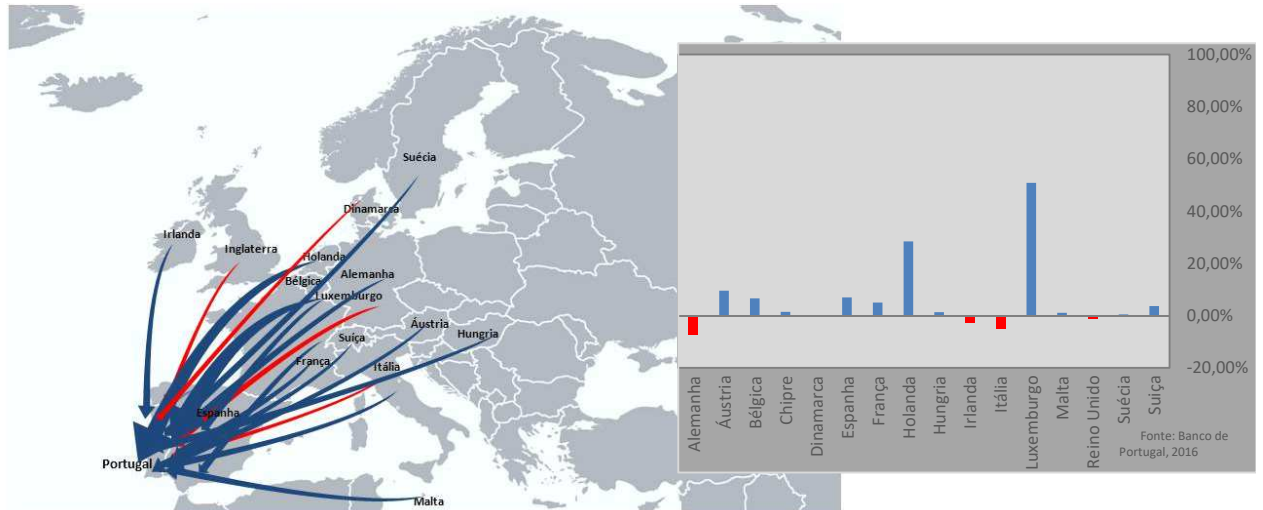 Suécia
Dinamarca
Irlanda
Inglaterra
Holanda
Bélgica
Alemanha
Luxemburgo
Áustria
Suiça
Hungria
França
Itália
Espanha
Portugal
Malta
100,00%
80,00%
60,00%
40,00%
20,00%
0,00%
-20,00%
Alemanha
Áustria
Bélgica
Chipre
Dinamarca
Espanha
França
Holanda
Hungria
Irlanda
Itália
Luxemburgo
Malta
Reino Unido
Suécia
Suiça
Fonte: Banco de
Portugal, 2016